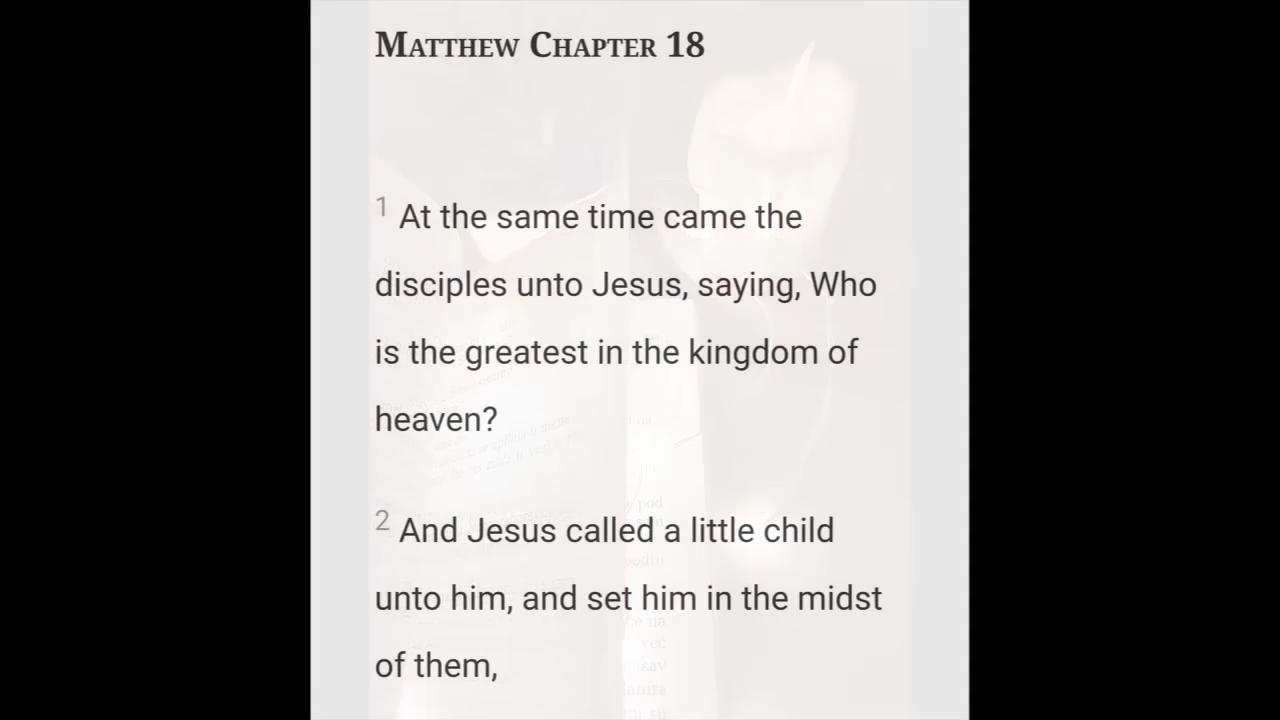 Matthew Chapter 18
1 At the same time came the
disciples unto Jesus, saying, Who
is the greatest in the kingdom of
heaven?
2 And Jesus called a little child
unto him, and set him in the midst
of them,
pod
već